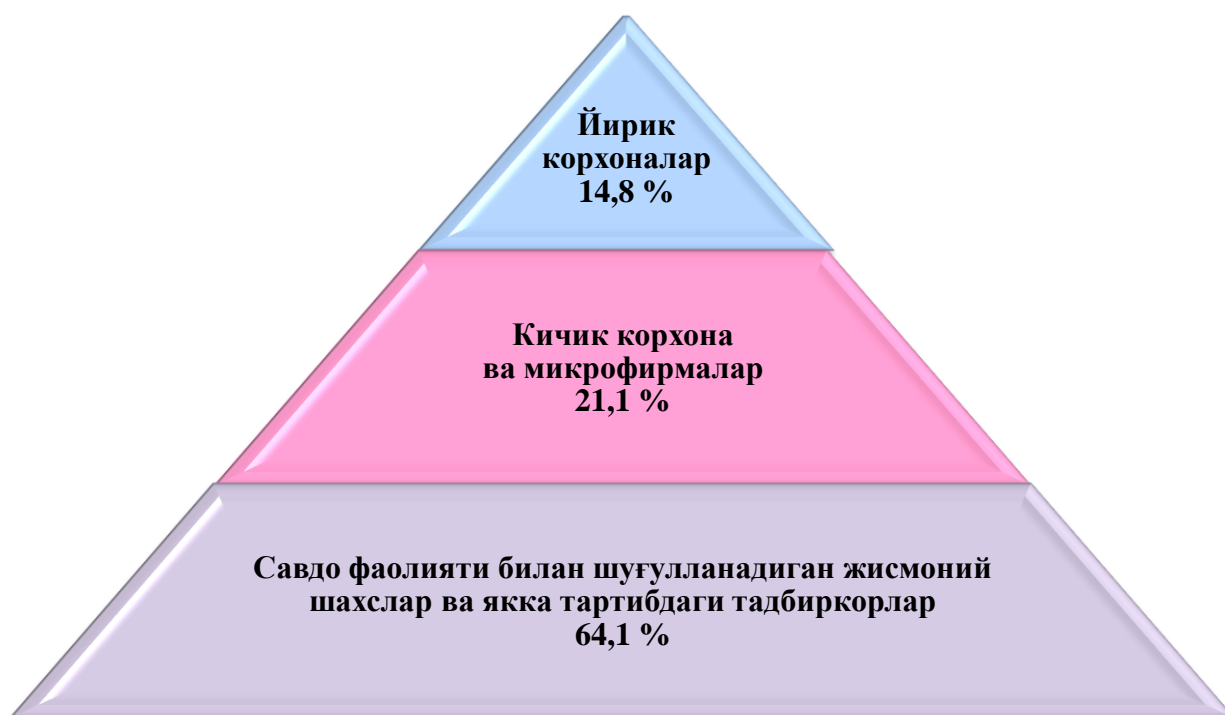 Йирик
корхоналар
14,8 %
Кичик корхона
ва микрофирмалар
21,1 %
Савдо фаолияти билан шуғулланадиган жисмоний
шахслар ва якка тартибдаги тадбиркорлар
64,1 %